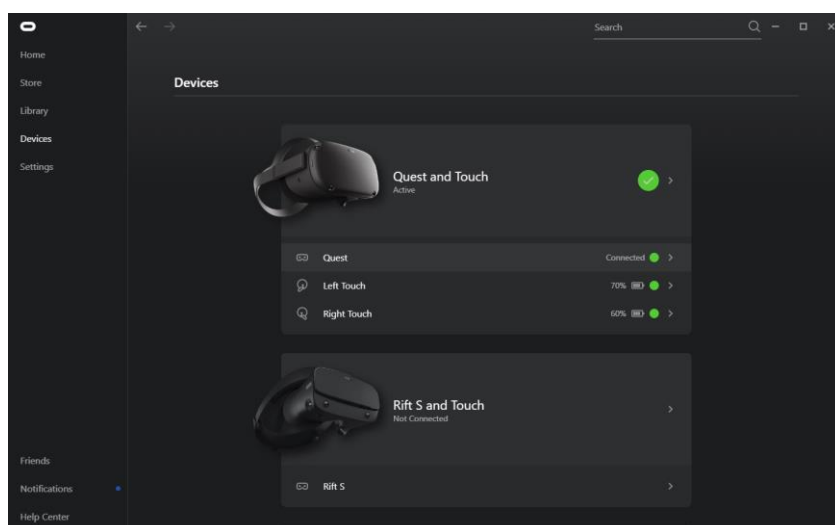 Search
Home
Store
Library
Devices
Settings
Friends
Notifications
Help Center
Devices
Quest and Touch
Active
Quest
Connected
Left Touch
70%
Right Touch
60%
Rift S and Touch
Not Connected
Rift S